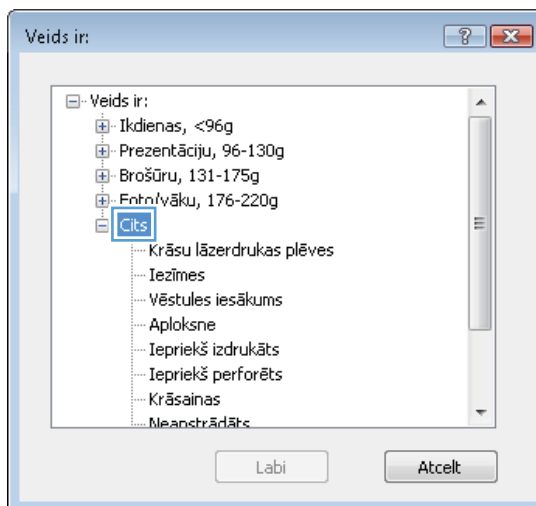 Veids ir:
Veids ir:
Ikdienas, <96g
Prezentāciju, 96-130g
Brošūru, 131-175g
Foto/vāku, 176-220g
Cits
Krāsu lāzerdrukas plēves
Iezīmes
Vēstules iesākums
Aploksne
Iepriekš izdrukāts
Iepriekš perforēts
Krāsainas
Neapstrādāts
Labi
Atcelt